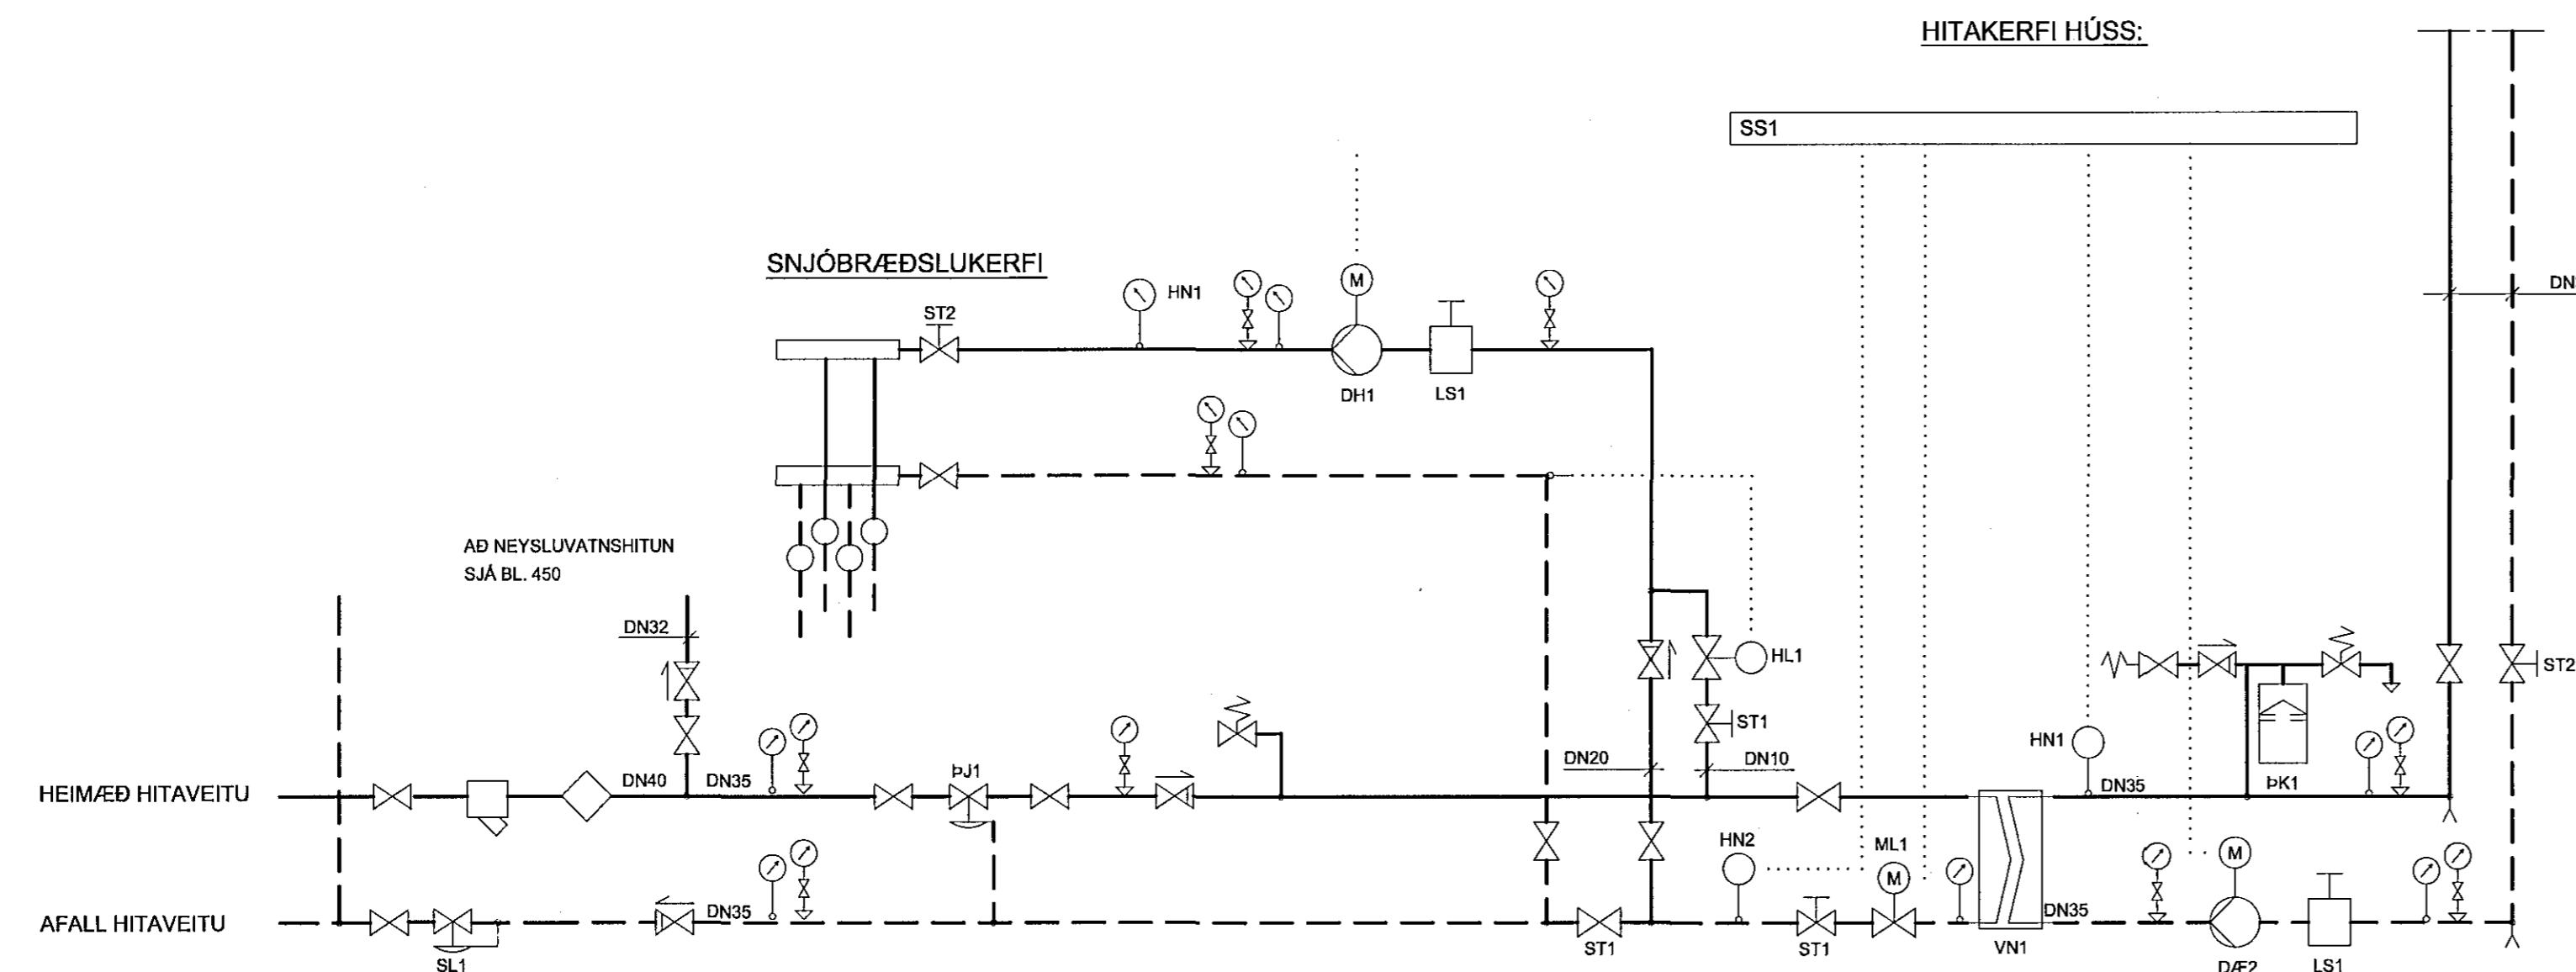 HITAKERFI HÚSS:
SS1
SNJÓBRÆÐSLUKERFI
DN
M
HN1
ST2
DH1
LS1
AÐ NEYSLUVATNSHITUN
SJÁ BL. 450
DN32
HL1
ST2
ST1
HN1
DN20
DN10
ÞJ1
HEIMÆÐ HITAVEITU
DN40
DN35
DN35
ÞK1
HN2
ML1
M
M
AFALL HITAVEITU
DN35
DN35
SL1
ST1
ST1
VN1
DÆ2
LS1